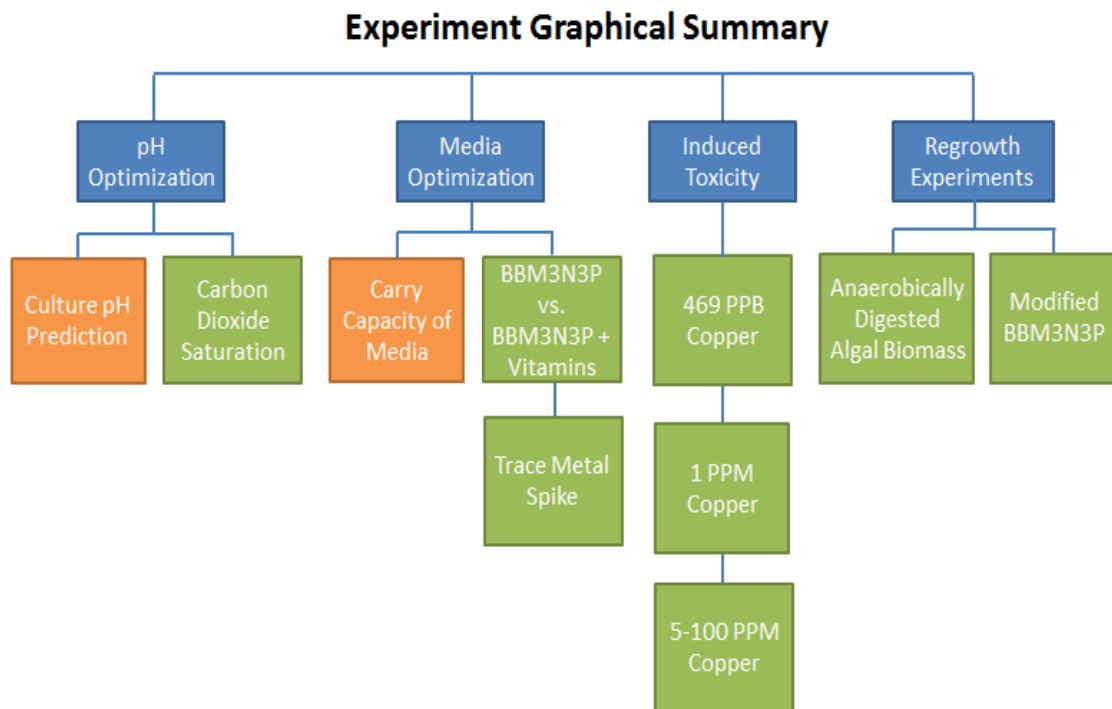 Experiment Graphical Summary
pH
Optimization
Media
Optimization
Induced
Toxicity
Regrowth
Experiments
Culture pH
Prediction
Carbon
Dioxide
Saturation
Carry
Capacity of
Media
BBM3N3P
vs.
BBM3N3P +
Vitamins
469 PPB
Copper
Anaerobically
Digested
Algal Biomass
Modified
BBM3N3P
Trace Metal
Spike
1 PPM
Copper
5-100 PPM
Copper